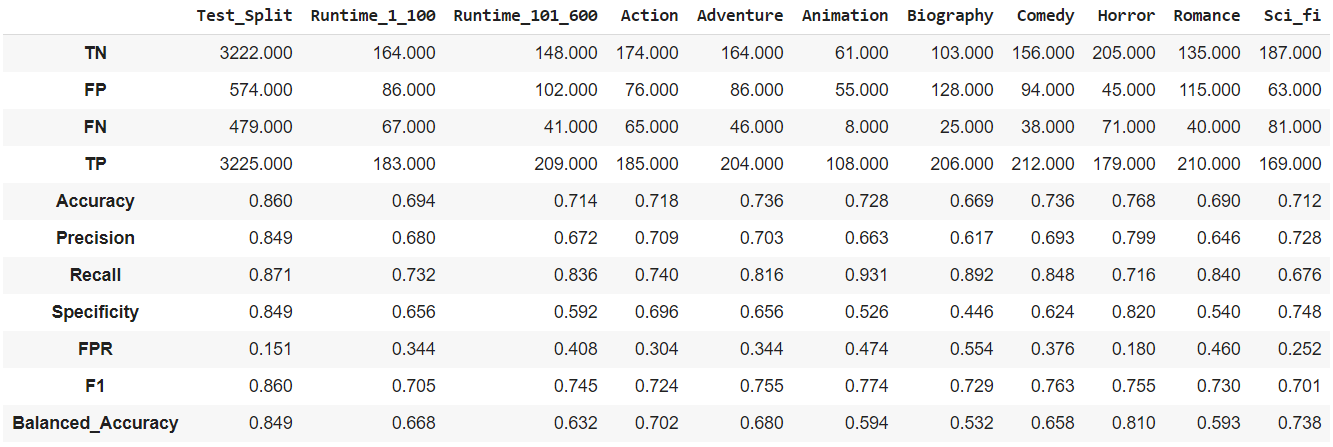 Test_Split Runtime_1_100 Runtime_101_600 Action Adventure Animation Biography Comedy Horror Romance Sci_fi
TN 3222.000 164.000 148.000 174.000 164.000 61.000 103.000 156.000 205.000 135.000 187.000
FP 574.000 86.000 102.000 76.000 86.000 55.000 128.000 94.000 45.000 115.000 63.000
FN 479.000 67.000 41.000 65.000 46.000 8.000 25.000 38.000 71.000 40.000 81.000
TP 3225.000 183.000 209.000 185.000 204.000 108.000 206.000 212.000 179.000 210.000 169.000
Accuracy 0.860 0.694 0.714 0.718 0.736 0.728 0.669 0.736 0.768 0.690 0.712
Precision 0.849 0.680 0.672 0.709 0.703 0.663 0.617 0.693 0.799 0.646 0.728
Recall 0.871 0.732 0.836 0.740 0.816 0.931 0.892 0.848 0.716 0.840 0.676
Specificity 0.849 0.656 0.592 0.696 0.656 0.526 0.446 0.624 0.820 0.540 0.748
FPR 0.151 0.344 0.408 0.304 0.344 0.474 0.554 0.376 0.180 0.460 0.252
F1 0.860 0.705 0.745 0.724 0.755 0.774 0.729 0.763 0.755 0.730 0.701
Balanced_Accuracy 0.849 0.668 0.632 0.702 0.680 0.594 0.532 0.658 0.810 0.593 0.738